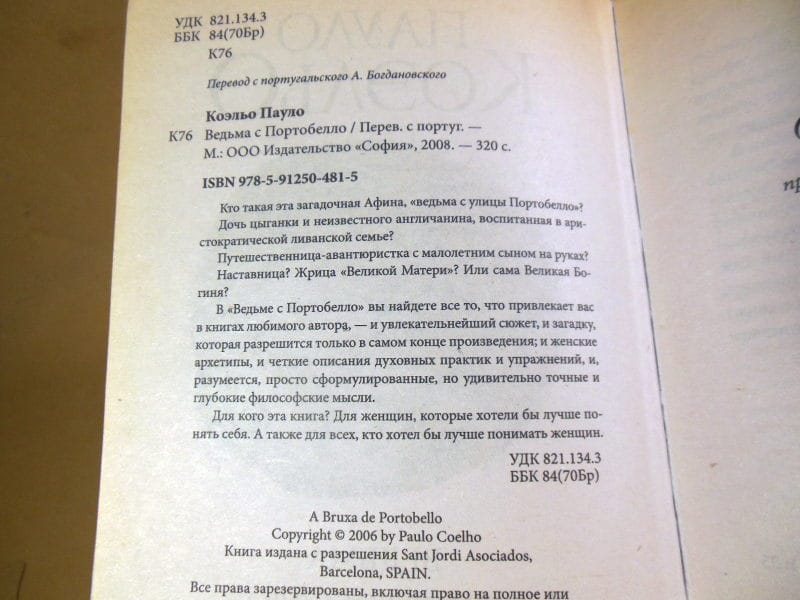 УДК 821.134.3
ББК 84(70Бр)
К76
Перевод с португальского А. Богдановского
Коэльо Пауло
К76 Ведьма с Портобелло / Перев. с португ. —
М.: ООО Издательство «София», 2008. — 320 с.
ISBN 978-5-91250-481-5
Кто такая эта загадочная Афина, «ведьма с улицы Портобелло»?
Дочь цыганки и неизвестного англичанина, воспитанная в ари-
стократической ливанской семье?
Путешественница-авантюристка с малолетним сыном на руках?
Наставница? Жрица «Великой Матери»? Или сама Великая Бо-
гиня?
В «Ведьме с Портобелло» вы найдете все то, что привлекает вас
в книгах любимого автора, — и увлекательнейший сюжет, и загадку,
которая разрешится только в самом конце произведения; и женские
архетипы, и четкие описания духовных практик и упражнений, и,
разумеется, просто сформулированные, но удивительно точные и
глубокие философские мысли.
Для кого эта книга? Для женщин, которые хотели бы лучше по-
нять себя. А также для всех, кто хотел бы лучше понимать женщин.
УДК 821.134.3
ББК 84(70Бр)
A Bruxa de Portobello
Copyright © 2006 by Paulo Coelho
Книга издана с разрешения Sant Jordi Asociados,
Barcelona, SPAIN.
Все права зарезервированы, включая право на полное или